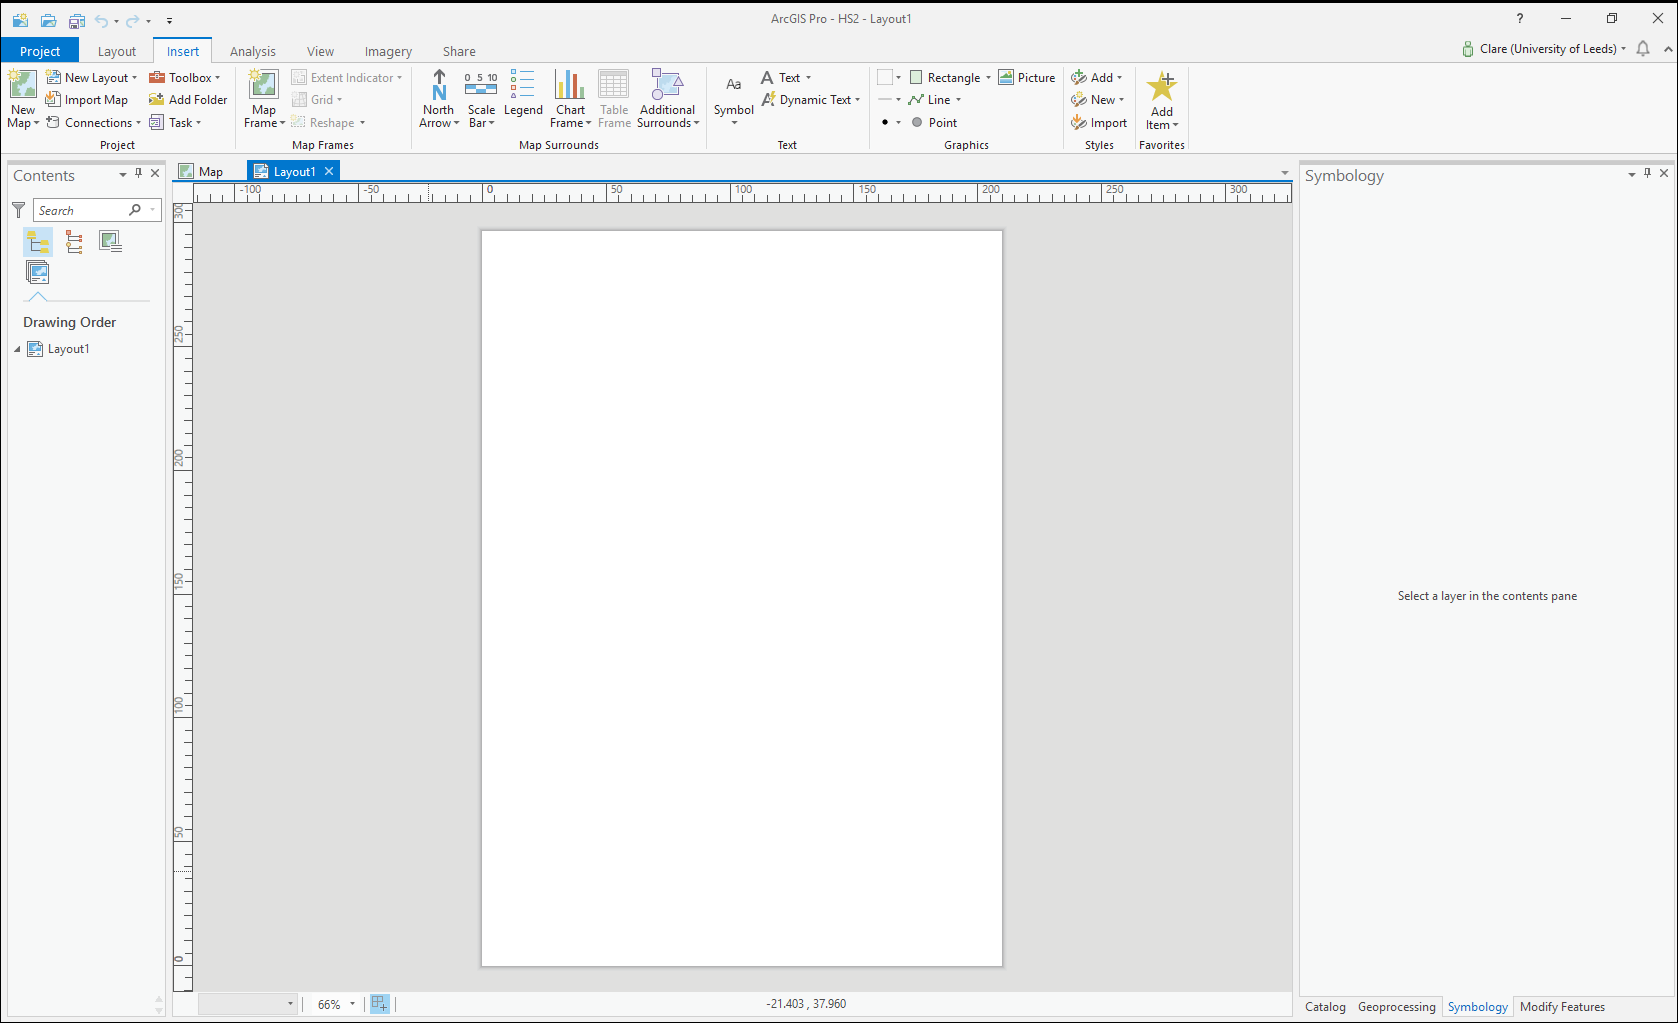 ArcGIS Pro - HS2 - Layout1
?
Project Layout Insert Analysis View Imagery Share
Clare (University of Leeds)
New Map
New Layout
Import Map
Connections
Toolbox
Add Folder
Task
Project
Map Frame
Extent Indicator
Grid
Reshape
Map Frames
North Arrow
0 5 10
Scale Bar
Legend
Chart Frame
Table Frame
Additional Surrounds
Map Surrounds
Aa
Symbol
Text
Dynamic Text
Text
Rectangle
Line
Point
Picture
Graphics
Add
New
Import
Styles
Add Item
Favorites
Contents
Search
Drawing Order
Layout1
Map
Layout1
-100 -50 0 50 100 150 200 250 300
300
250
200
150
100
50
0
66%
-21.403 , 37.960
Symbology
Select a layer in the contents pane
Catalog Geoprocessing Symbology Modify Features